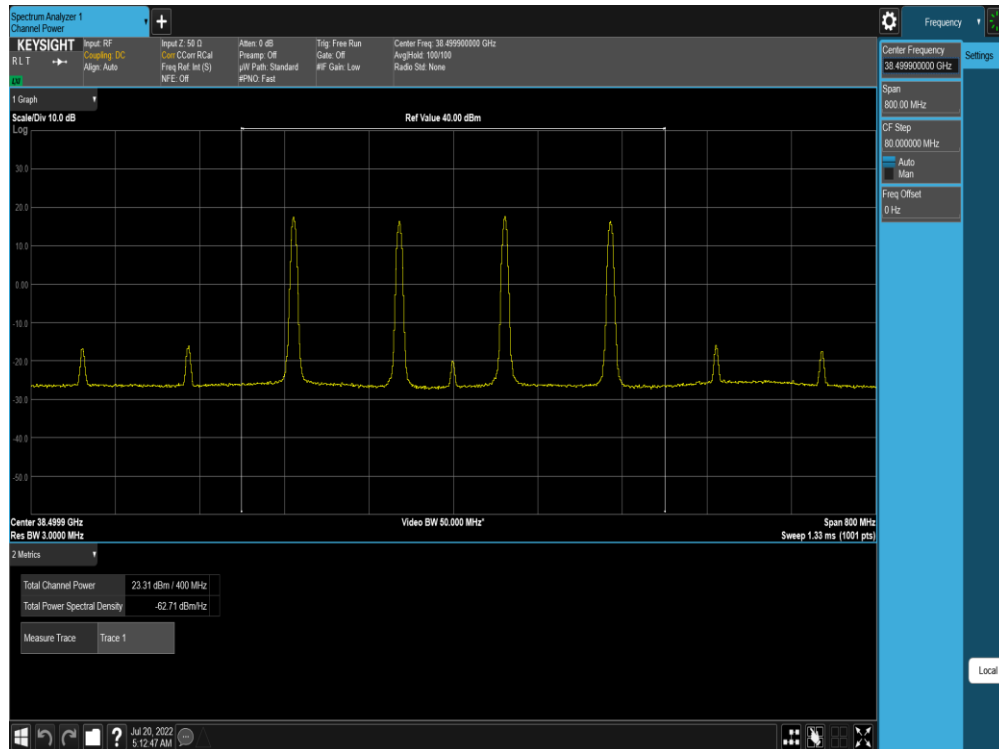 Spectrum Analyzer 1
Channel Power
+
Frequency
KEYSIGHT
R L T
LV
Input: RF
Coupling: DC
Align: Auto
Input Z: 50 Ω
Corr CCorr RCal
Freq Ref: Int (S)
NFE: Off
Atten: 0 dB
Preamp: Off
µW Path: Standard
#PNO: Fast
Trig: Free Run
Gate: Off
#IF Gain: Low
Center Freq: 38.499900000 GHz
Avg|Hold: 100/100
Radio Std: None
Center Frequency
38.499900000 GHz
Settings
Span
800.00 MHz
CF Step
80.000000 MHz
Auto
Man
Freq Offset
0 Hz
1 Graph
Scale/Div 10.0 dB
Ref Value 40.00 dBm
Log
30.0
20.0
10.0
0.00
-10.0
-20.0
-30.0
-40.0
-50.0
Center 38.4999 GHz
Video BW 50.000 MHz*
Span 800 MHz
Res BW 3.0000 MHz
Sweep 1.33 ms (1001 pts)
2 Metrics
Total Channel Power 23.31 dBm / 400 MHz
Total Power Spectral Density -62.71 dBm/Hz
Measure Trace Trace 1
Local
?
Jul 20, 2022
5:12:47 AM